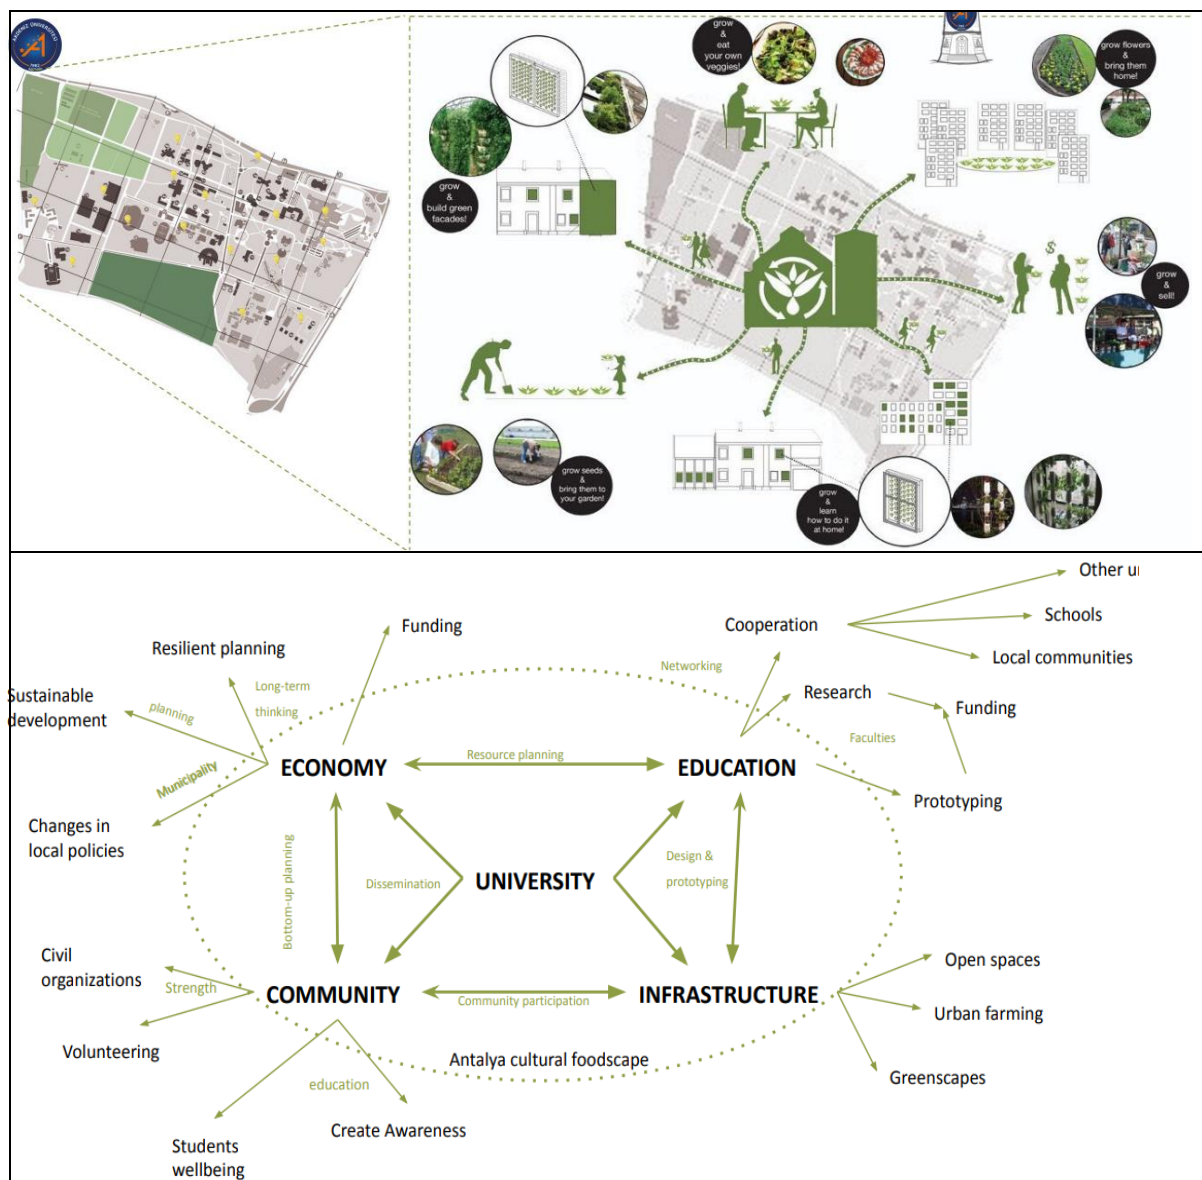 AKDENİZ ÜNİVERSİTESİ
grow
&
eat
your own
veggies!
grow flowers
&
bring them
home!
grow
&
build green
facades!
$
grow
&
sell!
grow seeds
&
bring them to
your garden!
grow
&
learn
how to do it
at home!
Other
Funding
Cooperation
Schools
Resilient planning
Networking
Local communities
Sustainable
development
planning
Long-term
thinking
Research
Funding
Faculties
Municipality
ECONOMY
Resource planning
EDUCATION
Prototyping
Changes in
local policies
Bottom-up planning
Dissemination
UNIVERSITY
Design &
prototyping
Civil
organizations
Strength
COMMUNITY
Community participation
INFRASTRUCTURE
Open spaces
Urban farming
Volunteering
Antalya cultural foodscape
Greenscapes
education
Create Awareness
Students
wellbeing